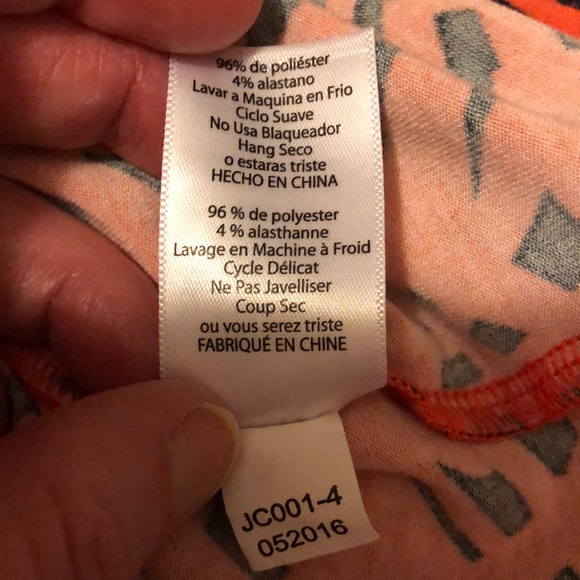 96% de poliéster
4% alastano
Lavar a Maquina en Frio
Ciclo Suave
No Usa Blaqueador
Hang Seco
o estaras triste
HECHO EN CHINA
96 % de polyester
4 % alasthanne
Lavage en Machine à Froid
Cycle Délicat
Ne Pas Javelliser
Coup Sec
ou vous serez triste
FABRIQUÉ EN CHINE
JC001-4
052016